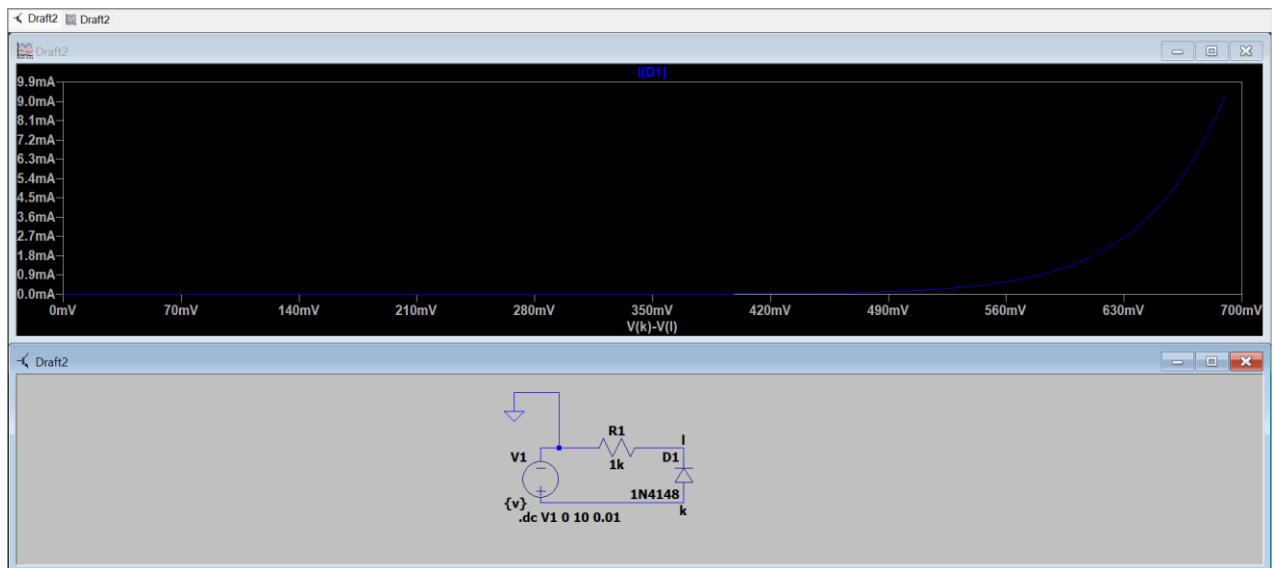 Draft2 Draft2
Draft2
I(D1)
9.9mA
9.0mA
8.1mA
7.2mA
6.3mA
5.4mA
4.5mA
3.6mA
2.7mA
1.8mA
0.9mA
0.0mA
0mV 70mV 140mV 210mV 280mV 350mV 420mV 490mV 560mV 630mV 700mV
V(k)-V(l)
Draft2
R1
l
V1
1k
D1
1N4148
{v}
k
.dc V1 0 10 0.01